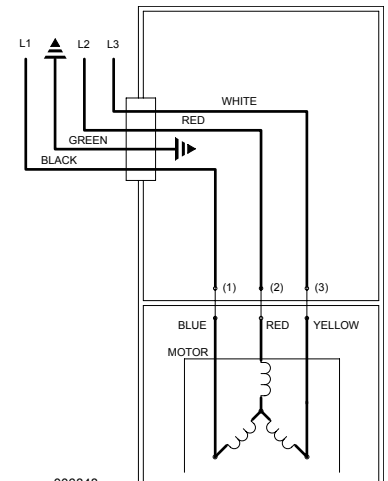 L1 L2 L3
WHITE
RED
GREEN
BLACK
(1) (2) (3)
BLUE RED YELLOW
MOTOR